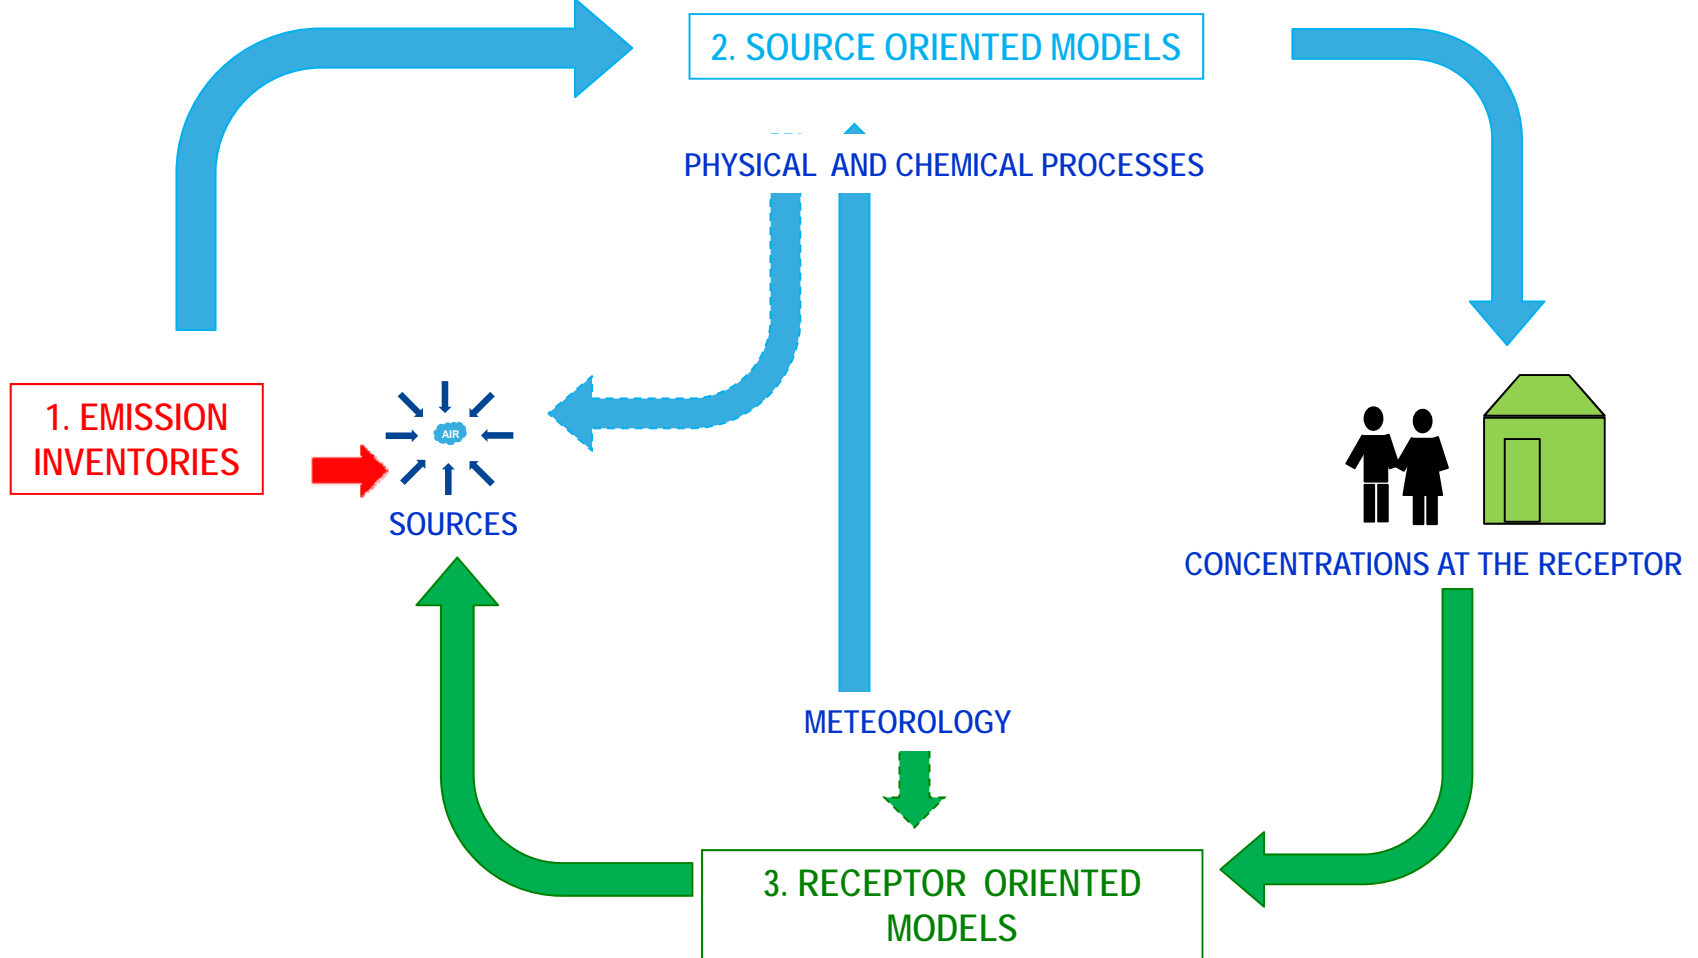 2. SOURCE ORIENTED MODELS
PHYSICAL AND CHEMICAL PROCESSES
1. EMISSION
INVENTORIES
AIR
SOURCES
CONCENTRATIONS AT THE RECEPTOR
METEOROLOGY
3. RECEPTOR ORIENTED
MODELS